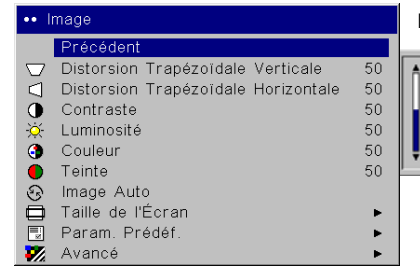 Image
Précédent
Distorsion Trapézoïdale Verticale 50
Distorsion Trapézoïdale Horizontale 50
Contraste 50
Luminosité 50
Couleur 50
Teinte 50
Image Auto
Taille de l'Écran
Param. Prédéf.
Avancé